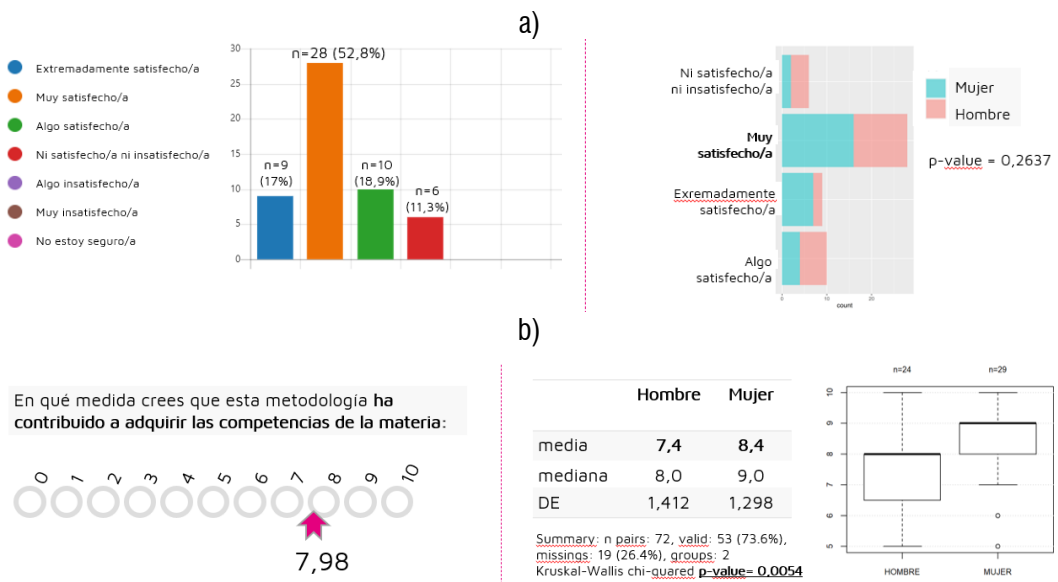 a)
Extremadamente satisfecho/a
Muy satisfecho/a
Algo satisfecho/a
Ni satisfecho/a ni insatisfecho/a
Algo insatisfecho/a
Muy insatisfecho/a
No estoy seguro/a
30
25
20
15
10
5
0
n=28 (52,8%)
n=9
(17%)
n=10
(18,9%)
n=6
(11,3%)
Ni satisfecho/a
ni insatisfecho/a
Muy
satisfecho/a
Exremadamente
satisfecho/a
Algo
satisfecho/a
0 10 20
count
Mujer
Hombre
p-value = 0,2637
b)
En qué medida crees que esta metodología ha
contribuido a adquirir las competencias de la materia:
0 1 2 3 4 5 6 7 8 9 10
7,98
Hombre Mujer
media 7,4 8,4
mediana 8,0 9,0
DE 1,412 1,298
Summary: n pairs: 72, valid: 53 (73.6%),
missings: 19 (26.4%), groups: 2
Kruskal-Wallis chi-quared p-value= 0,0054
n=24 n=29
10
9
8
7
6
5
HOMBRE MUJER